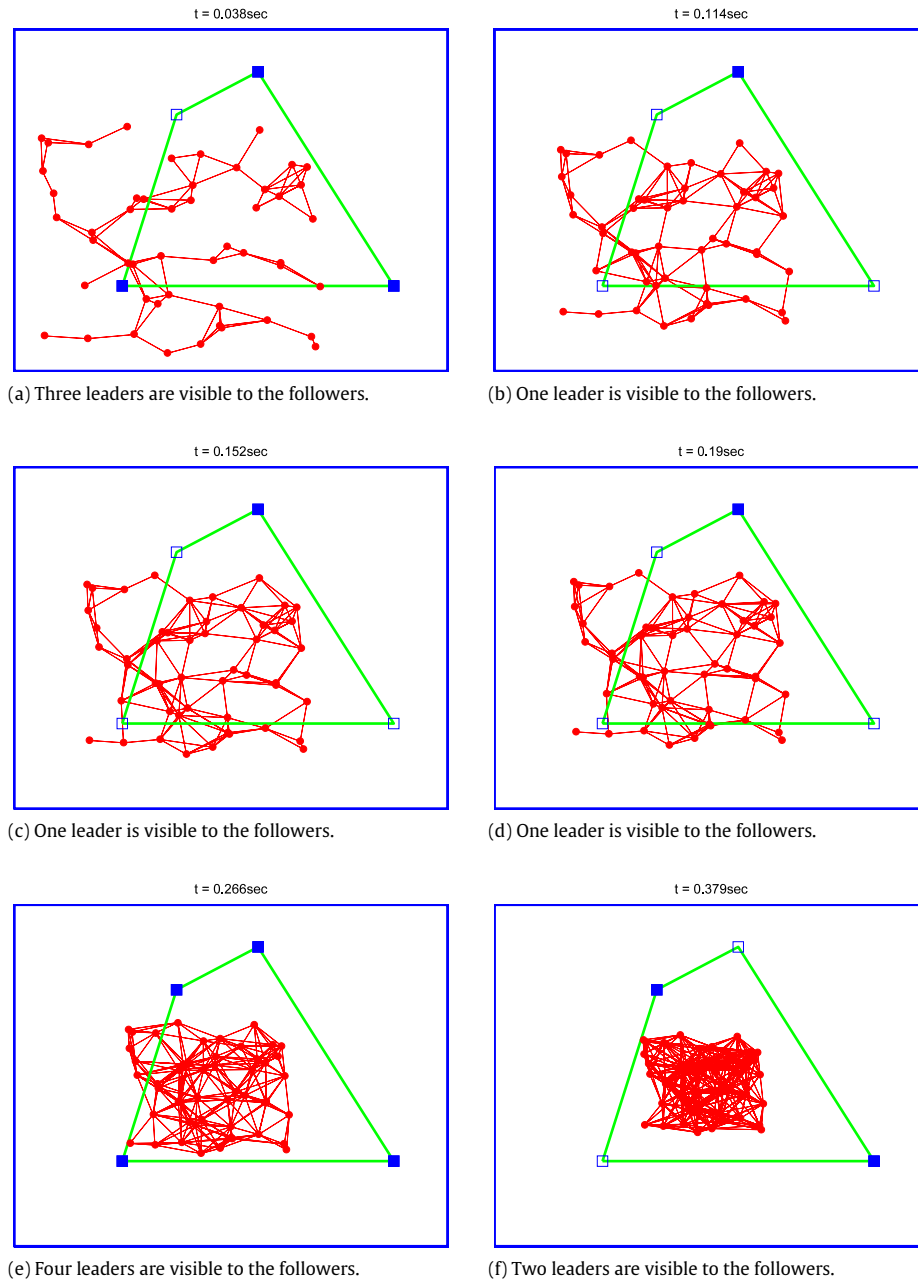 t = 0.038sec
t = 0.114sec
(a) Three leaders are visible to the followers.
(b) One leader is visible to the followers.
t = 0.152sec
t = 0.19sec
(c) One leader is visible to the followers.
(d) One leader is visible to the followers.
t = 0.266sec
t = 0.379sec
(e) Four leaders are visible to the followers.
(f) Two leaders are visible to the followers.